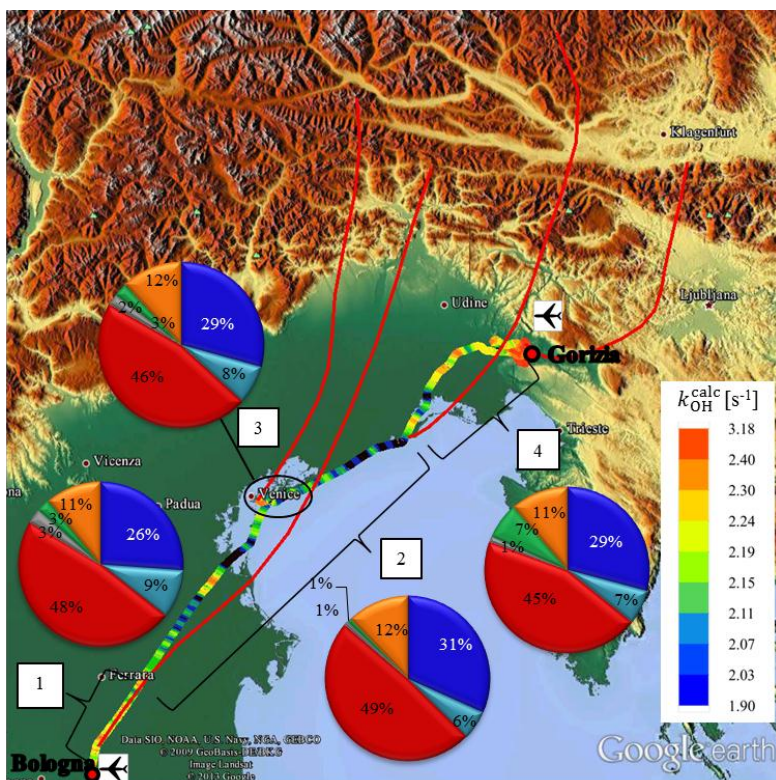 Klagenfurt
Udine
Ljubljana
Gorizia
12%
2%
3%
29%
46%
8%
3
Trieste
4
Vicenza
Padua
Venice
k_OH^calc [s⁻¹]
3.18
2.40
2.30
2.24
2.19
2.15
2.11
2.07
2.03
1.90
11%
3%
3%
26%
9%
48%
2
11%
7%
1%
29%
7%
45%
1%
1%
12%
31%
6%
49%
1
Ferrara
Bologna
Data SIO, NOAA, U.S. Navy, NGA, GEBCO
© 2009 GeoBasis-DE/BKG
Image Landsat
© 2013 Google
Google earth